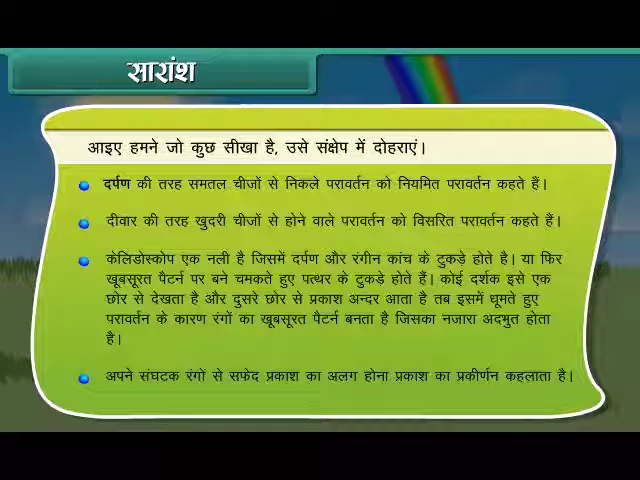 सारांश
आइए हमने जो कुछ सीखा है, उसे संक्षेप में दोहराएं।
दर्पण की तरह समतल चीजों से निकले परावर्तन को नियमित परावर्तन कहते हैं।
दीवार की तरह खुदरी चीजों से होने वाले परावर्तन को विसरित परावर्तन कहते हैं।
केलिडोस्कोप एक नली है जिसमें दर्पण और रंगीन कांच के टुकड़े होते है। या फिर
खूबसूरत पैटर्न पर बने चमकते हुए पत्थर के टुकड़े होते हैं। कोई दर्शक इसे एक
छोर से देखता है और दुसरे छोर से प्रकाश अन्दर आता है तब इसमें घूमते हुए
परावर्तन के कारण रंगों का खूबसूरत पैटर्न बनता है जिसका नजारा अदभुत होता
है।
अपने संघटक रंगों से सफेद प्रकाश का अलग होना प्रकाश का प्रकीर्णन कहलाता है।